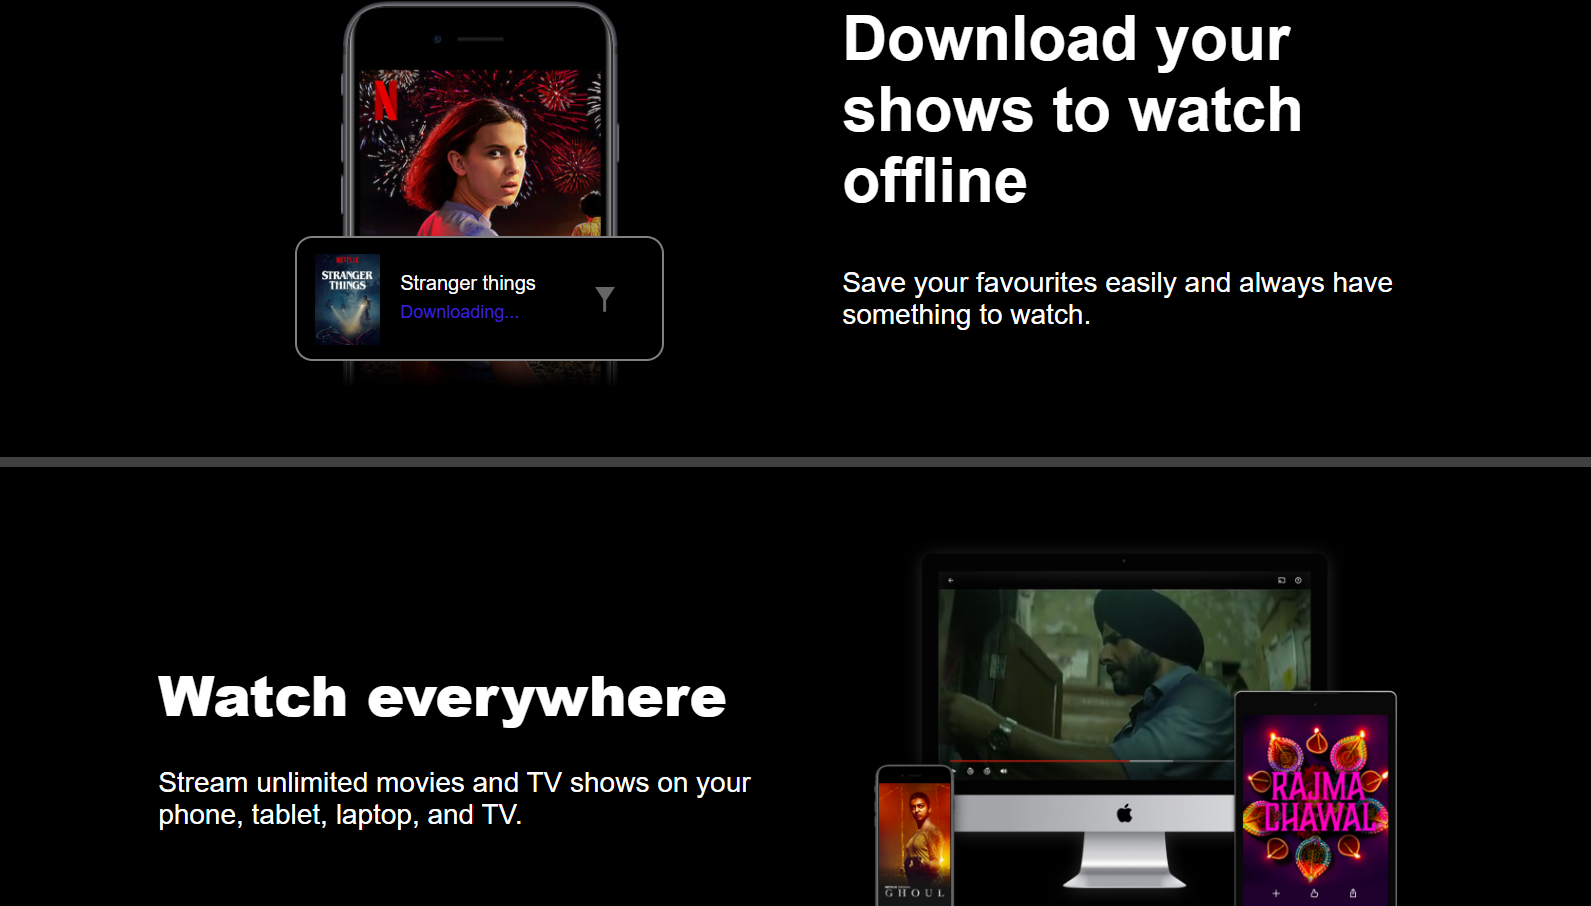 Download your
shows to watch
offline
N
NETFLIX
STRANGER
THINGS
Stranger things
Downloading...
Save your favourites easily and always have
something to watch.
Watch everywhere
Stream unlimited movies and TV shows on your
phone, tablet, laptop, and TV.
RAJMA
CHAWAL
GHOUL